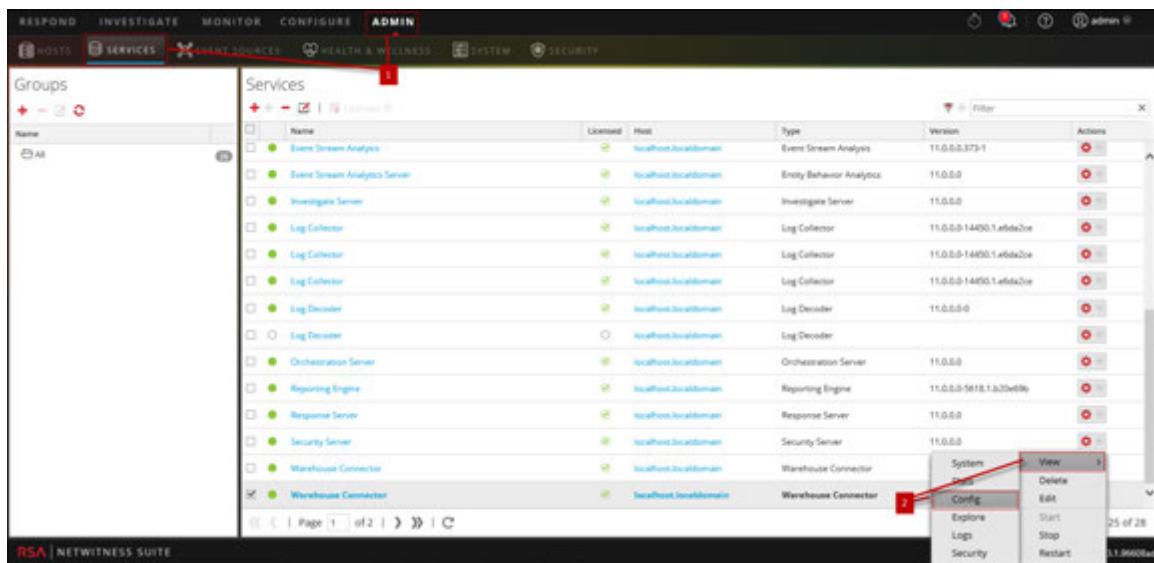 RESPOND INVESTIGATE MONITOR CONFIGURE ADMIN admin
HOSTS SERVICES EVENT SOURCES HEALTH & WELLNESS SYSTEM SECURITY
1
Groups
Name
All
Services
Licenses
Filter
Name Licensed Host Type Version Actions
Event Stream Analysis localhost.localdomain Event Stream Analysis 11.0.0.373-1
Event Stream Analytics Server localhost.localdomain Entity Behavior Analytics 11.0.0.0
Investigate Server localhost.localdomain Investigate Server 11.0.0.0
Log Collector localhost.localdomain Log Collector 11.0.0.0-14450.1.e6da2ce
Log Collector localhost.localdomain Log Collector 11.0.0.0-14450.1.e6da2ce
Log Collector localhost.localdomain Log Collector 11.0.0.0-14450.1.e6da2ce
Log Decoder localhost.localdomain Log Decoder 11.0.0.0-0
Log Decoder localhost.localdomain Log Decoder
Orchestration Server localhost.localdomain Orchestration Server 11.0.0.0
Reporting Engine localhost.localdomain Reporting Engine
Response Server localhost.localdomain Response Server 11.0.0.0
Security Server localhost.localdomain Security Server 11.0.0.0
Warehouse Connector localhost.localdomain Warehouse Connector
Warehouse Connector localhost.localdomain Warehouse Connector
System
Stats
Config
Explore
Logs
Security
View
Delete
Edit
Start
Stop
Restart
2
Page 1 of 2
25 of 28
RSA NETWITNESS SUITE